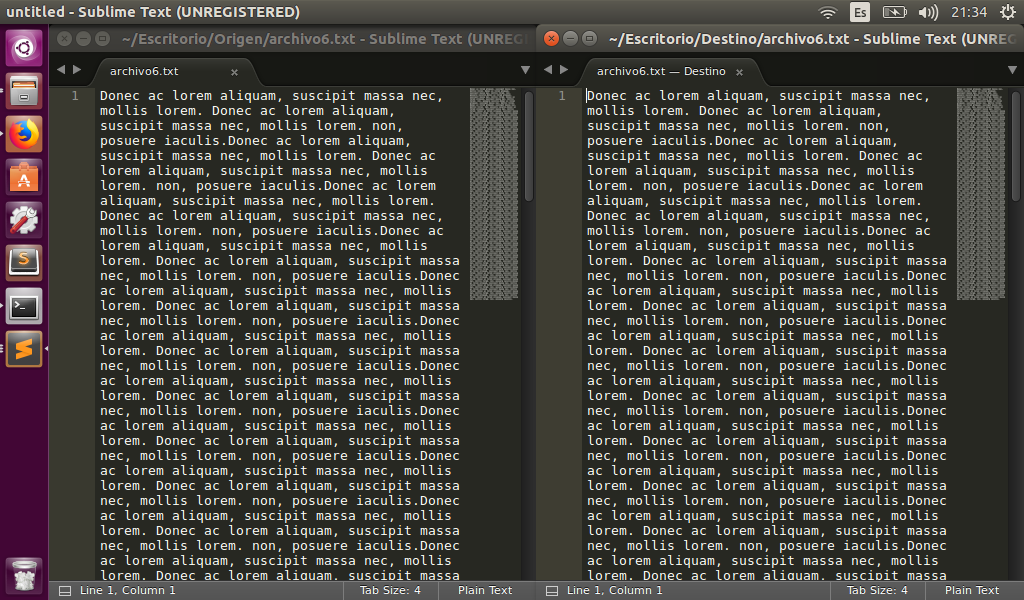 untitled - Sublime Text (UNREGISTERED)
Es
21:34
~/Escritorio/Origen/archivo6.txt - Sublime Text (UNREG
archivo6.txt
1
Donec ac lorem aliquam, suscipit massa nec,
mollis lorem. Donec ac lorem aliquam,
suscipit massa nec, mollis lorem. non,
posuere iaculis.Donec ac lorem aliquam,
suscipit massa nec, mollis lorem. Donec ac
lorem aliquam, suscipit massa nec, mollis
lorem. non, posuere iaculis.Donec ac lorem
aliquam, suscipit massa nec, mollis lorem.
Donec ac lorem aliquam, suscipit massa nec,
mollis lorem. non, posuere iaculis.Donec ac
lorem aliquam, suscipit massa nec, mollis
lorem. Donec ac lorem aliquam, suscipit massa
nec, mollis lorem. non, posuere iaculis.Donec
ac lorem aliquam, suscipit massa nec, mollis
lorem. Donec ac lorem aliquam, suscipit massa
nec, mollis lorem. non, posuere iaculis.Donec
ac lorem aliquam, suscipit massa nec, mollis
lorem. Donec ac lorem aliquam, suscipit massa
nec, mollis lorem. non, posuere iaculis.Donec
ac lorem aliquam, suscipit massa nec, mollis
lorem. Donec ac lorem aliquam, suscipit massa
nec, mollis lorem. non, posuere iaculis.Donec
ac lorem aliquam, suscipit massa nec, mollis
lorem. Donec ac lorem aliquam, suscipit massa
nec, mollis lorem. non, posuere iaculis.Donec
ac lorem aliquam, suscipit massa nec, mollis
lorem. Donec ac lorem aliquam, suscipit massa
nec, mollis lorem. non, posuere iaculis.Donec
ac lorem aliquam, suscipit massa nec, mollis
lorem. Donec ac lorem aliquam, suscipit massa
nec, mollis lorem. non, posuere iaculis.Donec
ac lorem aliquam, suscipit massa nec, mollis
lorem. Donec ac lorem aliquam, suscipit massa
Line 1, Column 1
Tab Size: 4
Plain Text
~/Escritorio/Destino/archivo6.txt - Sublime Text (UNREG
archivo6.txt — Destino
1
Donec ac lorem aliquam, suscipit massa nec,
mollis lorem. Donec ac lorem aliquam,
suscipit massa nec, mollis lorem. non,
posuere iaculis.Donec ac lorem aliquam,
suscipit massa nec, mollis lorem. Donec ac
lorem aliquam, suscipit massa nec, mollis
lorem. non, posuere iaculis.Donec ac lorem
aliquam, suscipit massa nec, mollis lorem.
Donec ac lorem aliquam, suscipit massa nec,
mollis lorem. non, posuere iaculis.Donec ac
lorem aliquam, suscipit massa nec, mollis
lorem. Donec ac lorem aliquam, suscipit massa
nec, mollis lorem. non, posuere iaculis.Donec
ac lorem aliquam, suscipit massa nec, mollis
lorem. Donec ac lorem aliquam, suscipit massa
nec, mollis lorem. non, posuere iaculis.Donec
ac lorem aliquam, suscipit massa nec, mollis
lorem. Donec ac lorem aliquam, suscipit massa
nec, mollis lorem. non, posuere iaculis.Donec
ac lorem aliquam, suscipit massa nec, mollis
lorem. Donec ac lorem aliquam, suscipit massa
nec, mollis lorem. non, posuere iaculis.Donec
ac lorem aliquam, suscipit massa nec, mollis
lorem. Donec ac lorem aliquam, suscipit massa
nec, mollis lorem. non, posuere iaculis.Donec
ac lorem aliquam, suscipit massa nec, mollis
lorem. Donec ac lorem aliquam, suscipit massa
nec, mollis lorem. non, posuere iaculis.Donec
ac lorem aliquam, suscipit massa nec, mollis
lorem. Donec ac lorem aliquam, suscipit massa
nec, mollis lorem. non, posuere iaculis.Donec
ac lorem aliquam, suscipit massa nec, mollis
lorem. Donec ac lorem aliquam, suscipit massa
Line 1, Column 1
Tab Size: 4
Plain Text